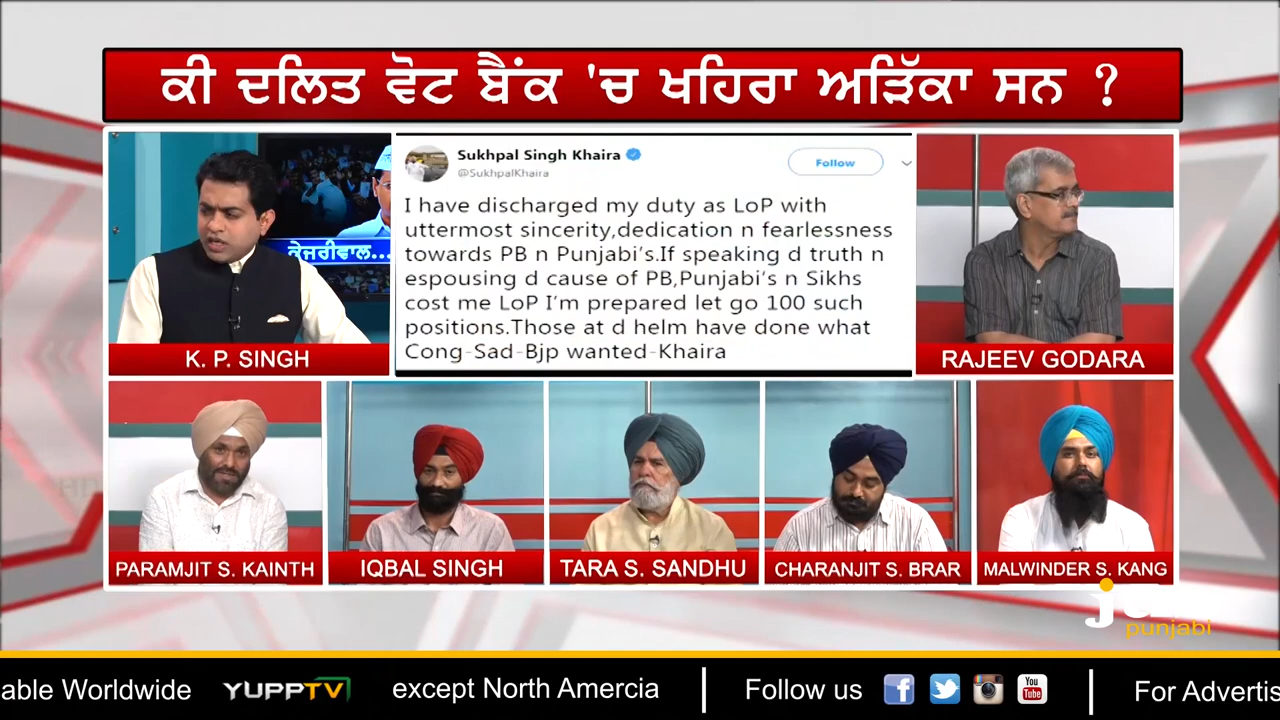 ਕੀ ਦਲਿਤ ਵੋਟ ਬੈਂਕ 'ਚ ਖਹਿਰਾ ਅੜਿੱਕਾ ਸਨ ?
ਕੇਜਰੀਵਾਲ...
K. P. SINGH
Sukhpal Singh Khaira
@SukhpalKhaira
Follow
I have discharged my duty as LoP with
uttermost sincerity,dedication n fearlessness
towards PB n Punjabi's.If speaking d truth n
espousing d cause of PB,Punjabi's n Sikhs
cost me LoP I'm prepared let go 100 such
positions.Those at d helm have done what
Cong-Sad-Bjp wanted-Khaira
RAJEEV GODARA
PARAMJIT S. KAINTH
IQBAL SINGH
TARA S. SANDHU
CHARANJIT S. BRAR
MALWINDER S. KANG
punjabi
able Worldwide YUPPTV except North Amercia Follow us You Tube For Advertis